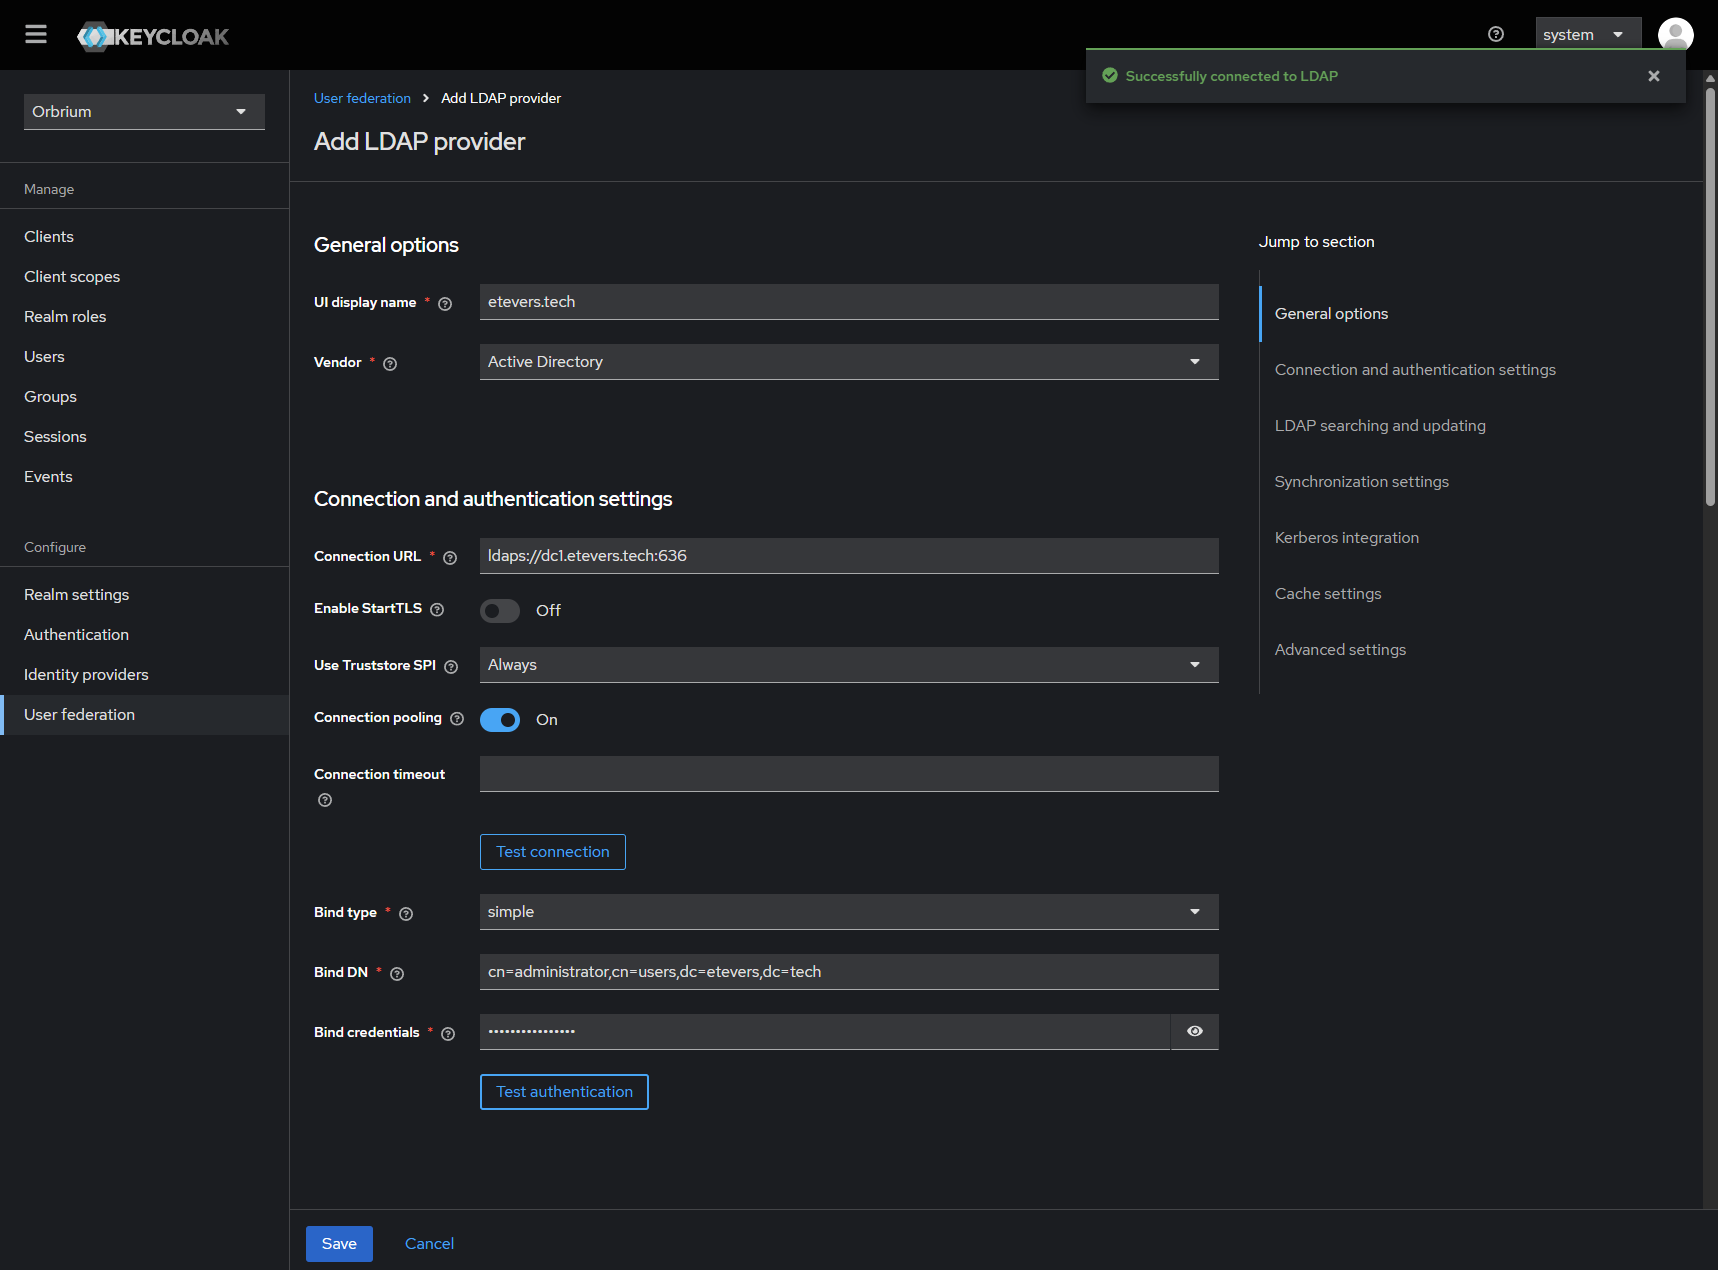 KEYCLOAK
system
Successfully connected to LDAP
Orbrium
Manage
Clients
Client scopes
Realm roles
Users
Groups
Sessions
Events
Configure
Realm settings
Authentication
Identity providers
User federation
User federation > Add LDAP provider
Add LDAP provider
General options
UI display name * etevers.tech
Vendor * Active Directory
Connection and authentication settings
Connection URL * ldaps://dc1.etevers.tech:636
Enable StartTLS Off
Use Truststore SPI Always
Connection pooling On
Connection timeout
Test connection
Bind type * simple
Bind DN * cn=administrator,cn=users,dc=etevers,dc=tech
Bind credentials * ••••••••••••••••
Test authentication
Jump to section
General options
Connection and authentication settings
LDAP searching and updating
Synchronization settings
Kerberos integration
Cache settings
Advanced settings
Save
Cancel